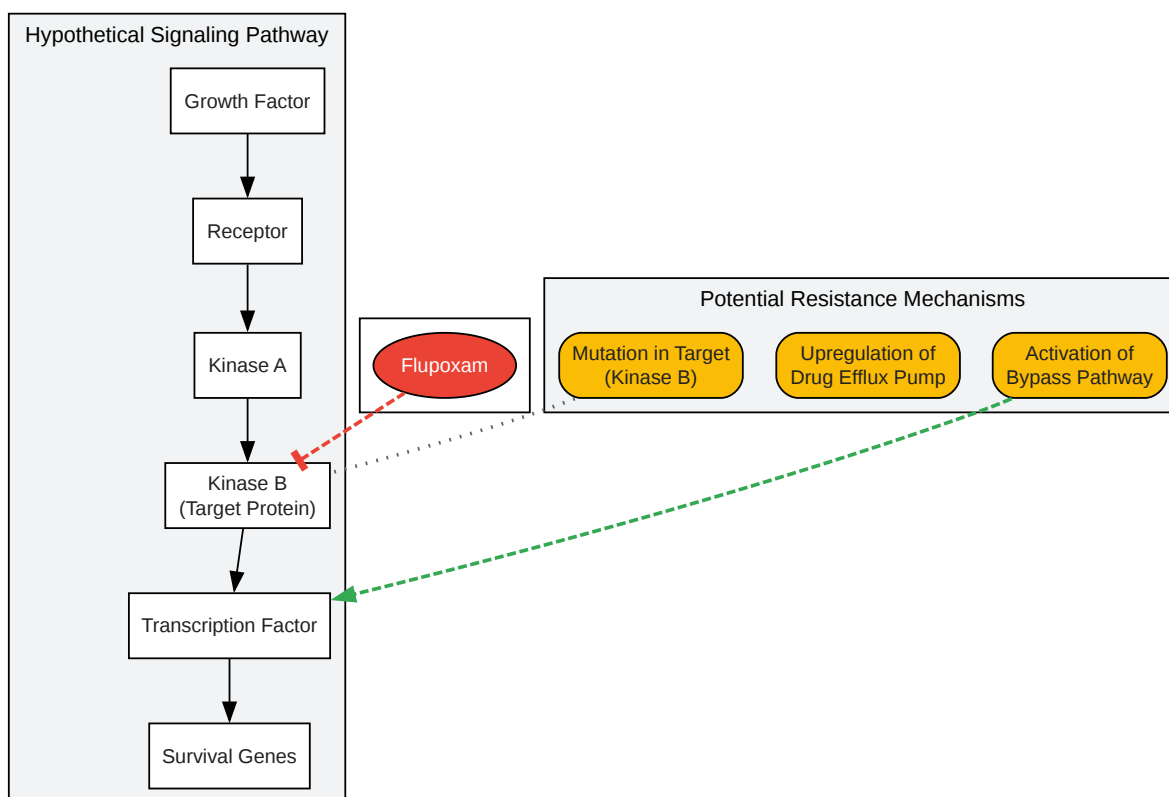 Hypothetical Signaling Pathway
Growth Factor
Receptor
Kinase A
Kinase B
(Target Protein)
Transcription Factor
Survival Genes
Flupoxam
Potential Resistance Mechanisms
Mutation in Target
(Kinase B)
Upregulation of
Drug Efflux Pump
Activation of
Bypass Pathway